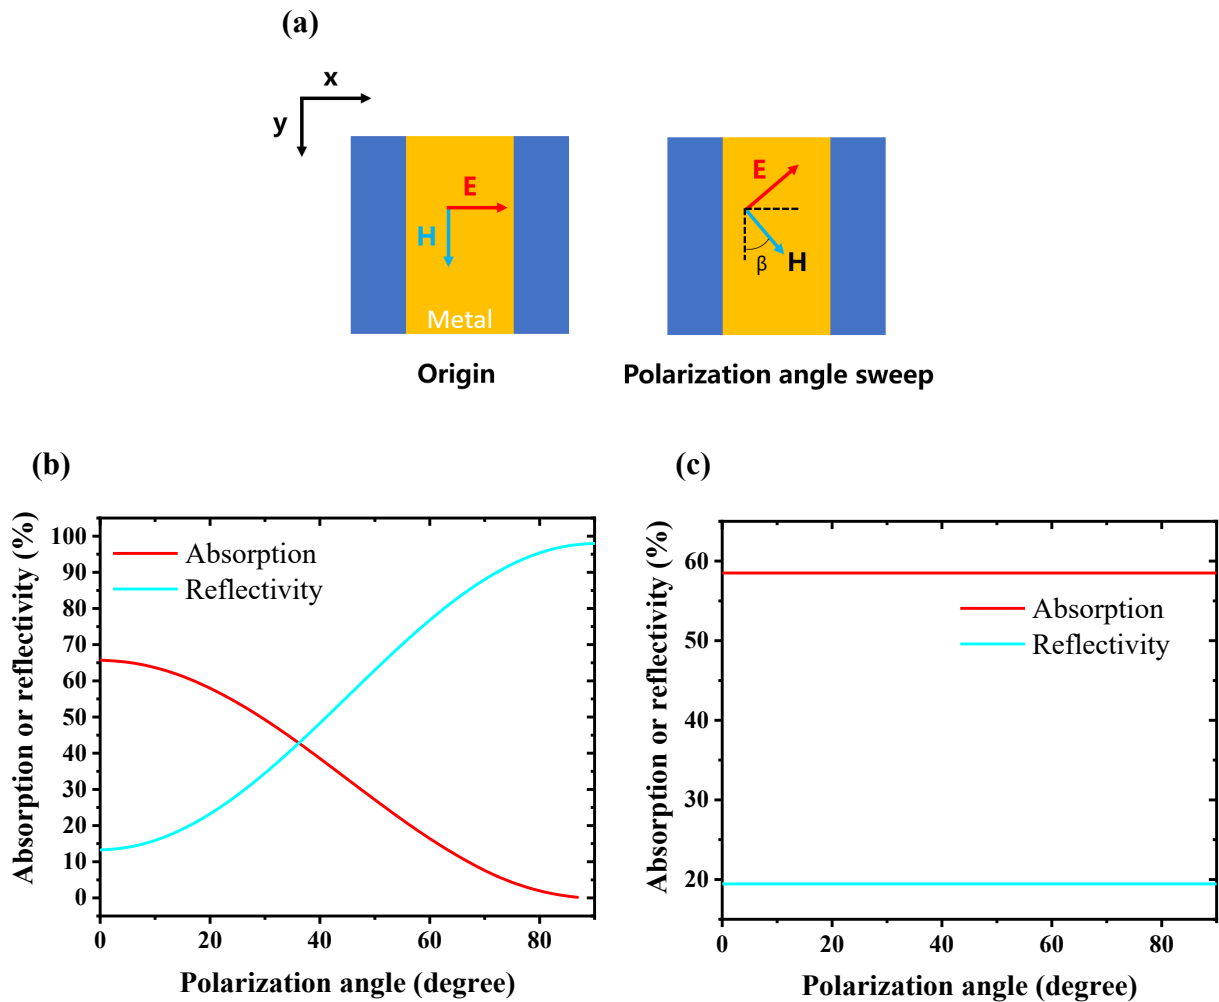 (a)
x
y
E
H
Metal
Origin
E
H
β
Polarization angle sweep
(b)
Absorption or reflectivity (%)
100
90
80
70
60
50
40
30
20
10
0
Absorption
Reflectivity
0 20 40 60 80
Polarization angle (degree)
(c)
Absorption or reflectivity (%)
60
50
40
30
20
Absorption
Reflectivity
0 20 40 60 80
Polarization angle (degree)